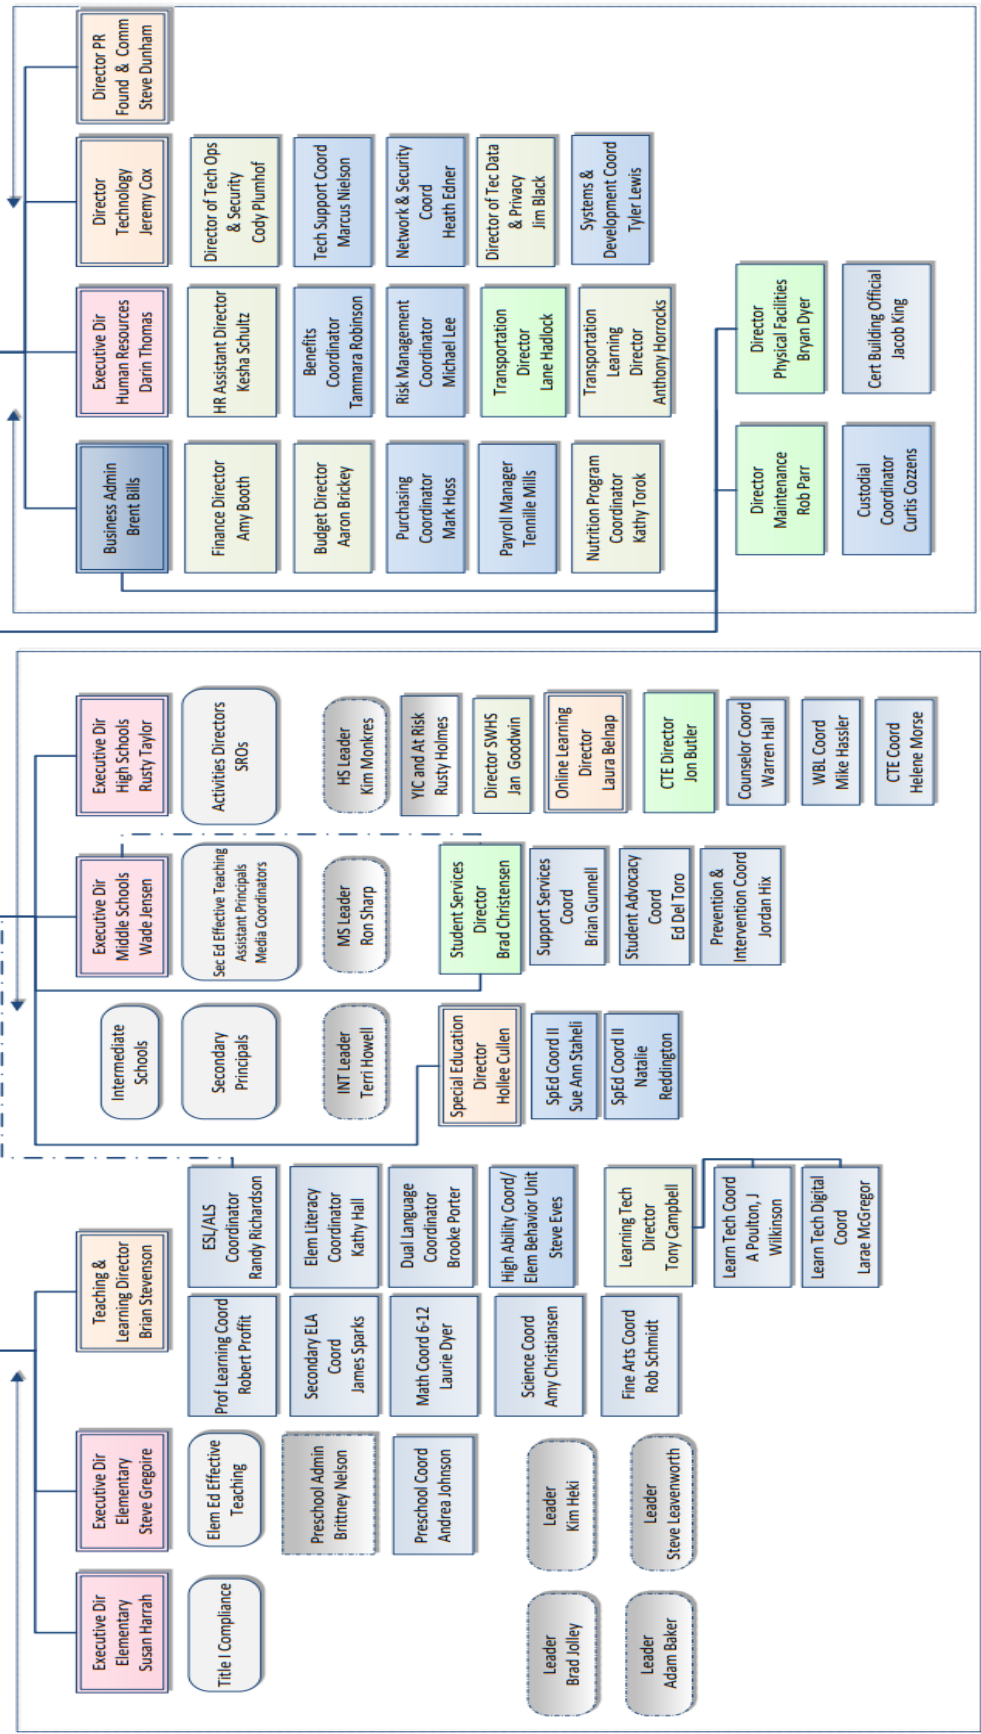 Executive Dir
Elementary
Susan Harrah
Title I Compliance
Leader
Brad Jolley
Leader
Adam Baker
Executive Dir
Elementary
Steve Gregoire
Elem Ed Effective
Teaching
Preschool Admin
Brittney Nelson
Preschool Coord
Andrea Johnson
Leader
Kim Heki
Leader
Steve Leavenworth
Teaching &
Learning Director
Brian Stevenson
Prof Learning Coord
Robert Proffit
Secondary ELA
Coord
James Sparks
Math Coord 6-12
Laurie Dyer
Science Coord
Amy Christiansen
Fine Arts Coord
Rob Schmidt
ESL/ALS
Coordinator
Randy Richardson
Elem Literacy
Coordinator
Kathy Hall
Dual Language
Coordinator
Brooke Porter
High Ability Coord/
Elem Behavior Unit
Steve Eves
Learning Tech
Director
Tony Campbell
Learn Tech Coord
A Poulton, J
Wilkinson
Learn Tech Digital
Coord
Larae McGregor
Intermediate
Schools
Secondary
Principals
INT Leader
Terri Howell
Special Education
Director
Hollee Cullen
SpEd Coord II
Sue Ann Staheli
SpEd Coord II
Natalie
Reddington
Executive Dir
Middle Schools
Wade Jensen
Sec Ed Effective Teaching
Assistant Principals
Media Coordinators
MS Leader
Ron Sharp
Student Services
Director
Brad Christensen
Support Services
Coord
Brian Gunnell
Student Advocacy
Coord
Ed Del Toro
Prevention &
Intervention Coord
Jordan Hix
Executive Dir
High Schools
Rusty Taylor
Activities Directors
SROs
HS Leader
Kim Monkres
YIC and At Risk
Rusty Holmes
Director SWHS
Jan Goodwin
Online Learning
Director
Laura Belnap
CTE Director
Jon Butler
Counselor Coord
Warren Hall
WBL Coord
Mike Hassler
CTE Coord
Helene Morse
Business Admin
Brent Bills
Finance Director
Amy Booth
Budget Director
Aaron Brickey
Purchasing
Coordinator
Mark Hoss
Payroll Manager
Tennille Mills
Nutrition Program
Coordinator
Kathy Torok
Director
Maintenance
Rob Parr
Custodial
Coordinator
Curtis Cozzens
Executive Dir
Human Resources
Darin Thomas
HR Assistant Director
Kesha Schultz
Benefits
Coordinator
Tammara Robinson
Risk Management
Coordinator
Michael Lee
Transportation
Director
Lane Hadlock
Transportation
Learning
Director
Anthony Horrocks
Director
Physical Facilities
Bryan Dyer
Cert Building Official
Jacob King
Director
Technology
Jeremy Cox
Director of Tech Ops
& Security
Cody Plumhof
Tech Support Coord
Marcus Nielson
Network & Security
Coord
Heath Edner
Director of Tec Data
& Privacy
Jim Black
Systems &
Development Coord
Tyler Lewis
Director PR
Found & Comm
Steve Dunham